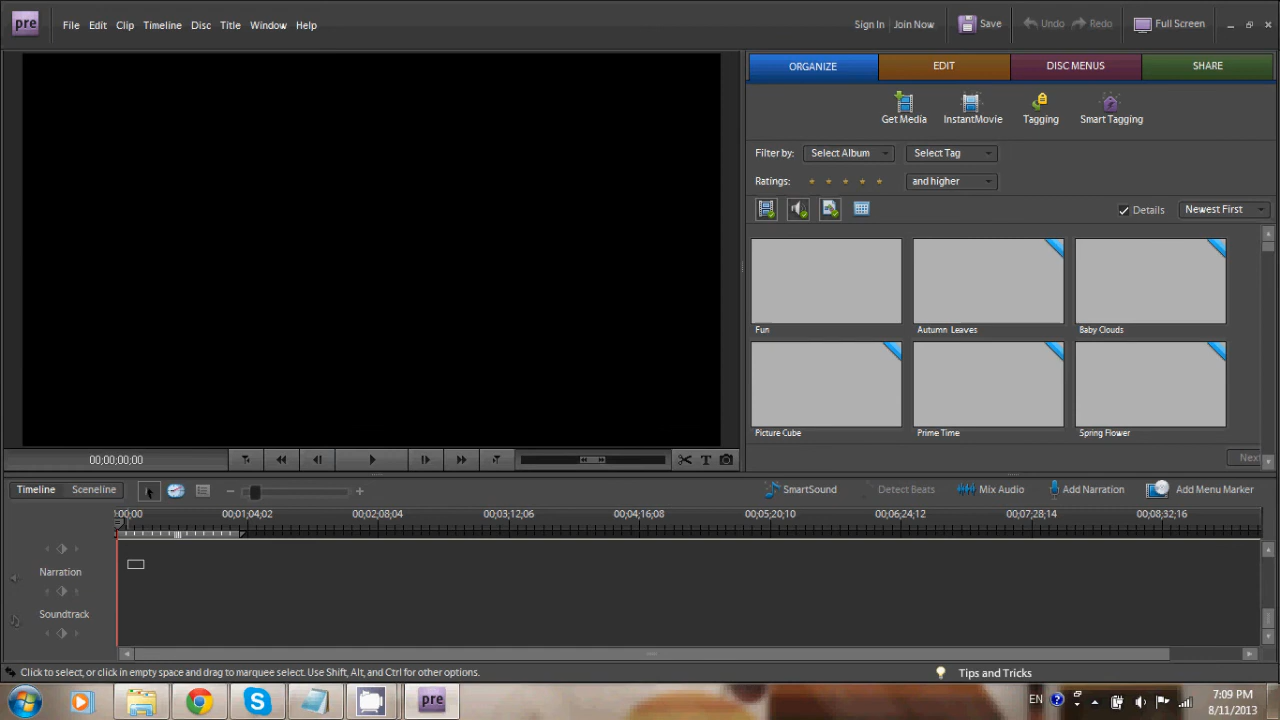 pre File Edit Clip Timeline Disc Title Window Help Sign In Join Now Save Undo Redo Full Screen
ORGANIZE EDIT DISC MENUS SHARE
Get Media InstantMovie Tagging Smart Tagging
Filter by: Select Album Select Tag
Ratings: and higher
Details Newest First
Fun Autumn Leaves Baby Clouds
Picture Cube Prime Time Spring Flower
00;00;00;00 T Next
Timeline Sceneline SmartSound Detect Beats Mix Audio Add Narration Add Menu Marker
:00;00 00;01;04;02 00;02;08;04 00;03;12;06 00;04;16;08 00;05;20;10 00;06;24;12 00;07;28;14 00;08;32;16
Narration
Soundtrack
Click to select, or click in empty space and drag to marquee select. Use Shift, Alt, and Ctrl for other options. Tips and Tricks
pre EN 7:09 PM
8/11/2013